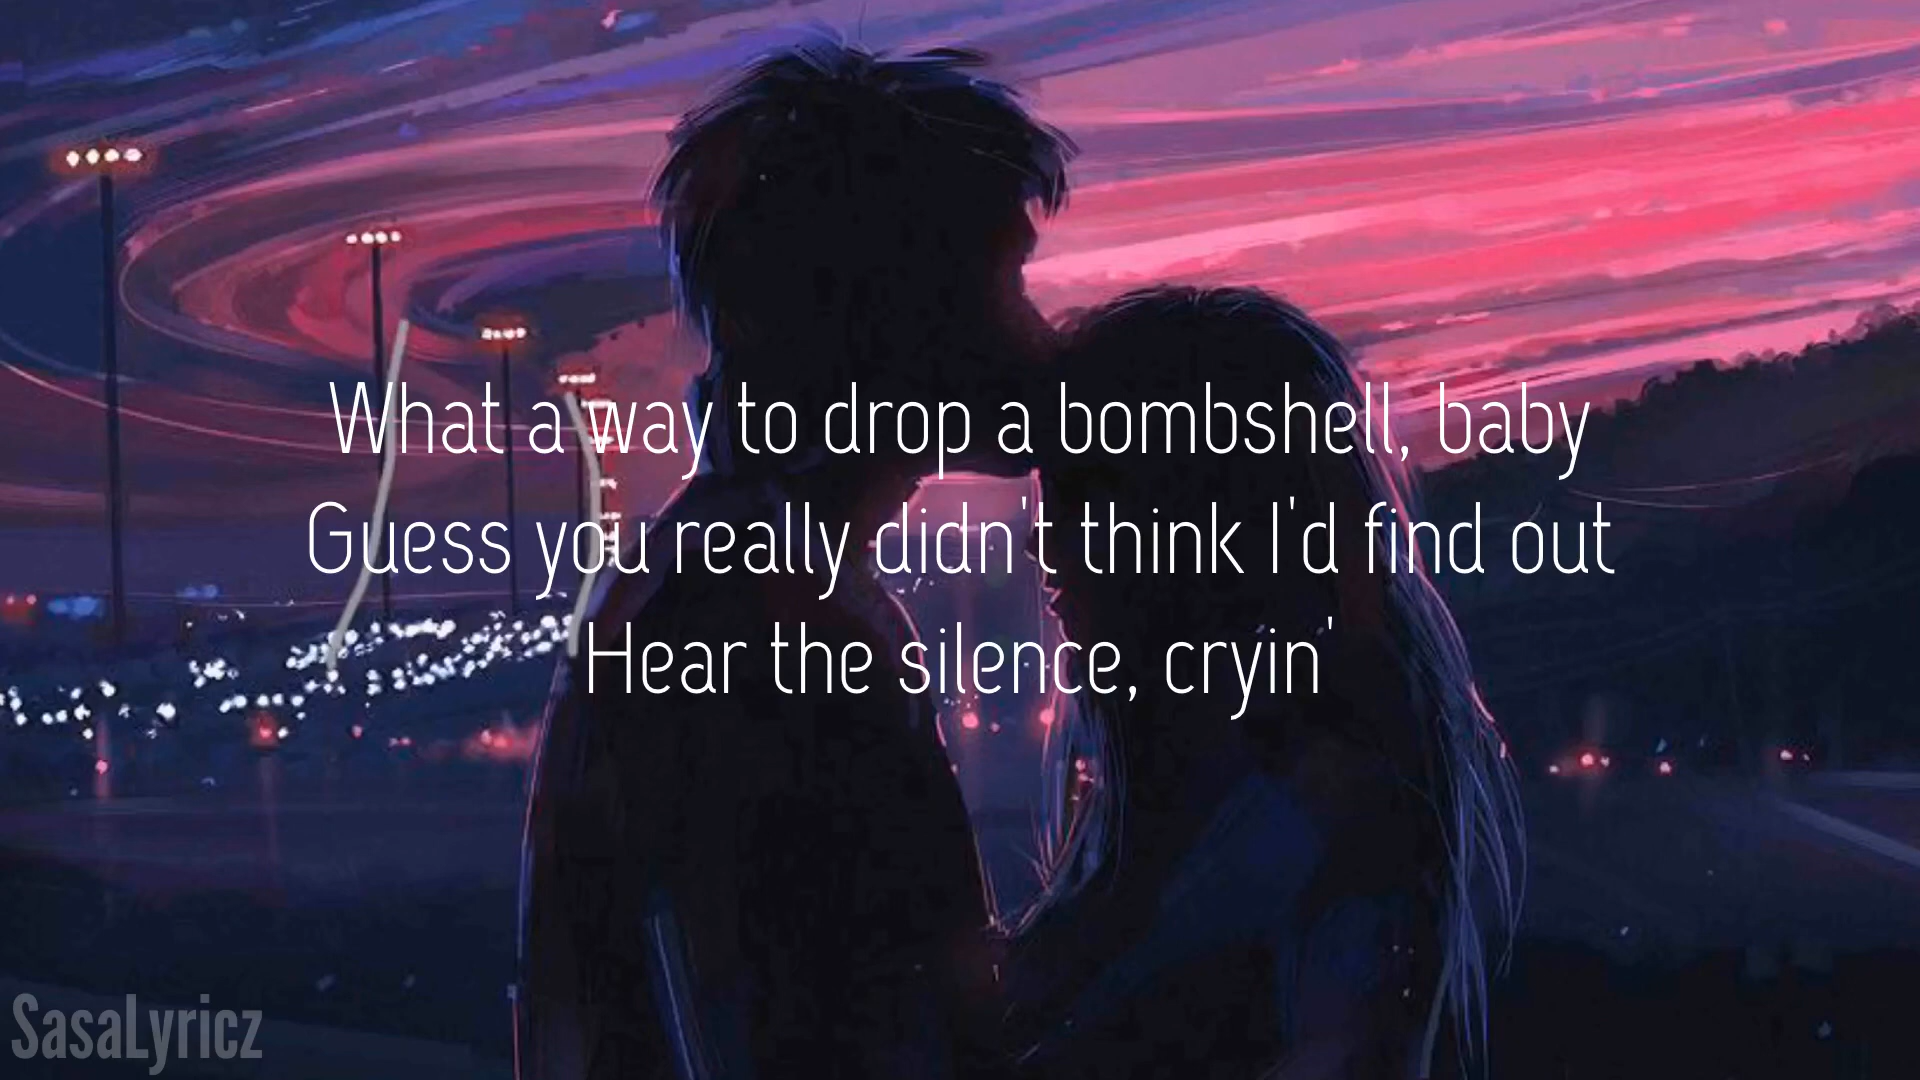 What a way to drop a bombshell, baby
Guess you really didn't think I'd find out
Hear the silence, cryin'
SasaLyricz